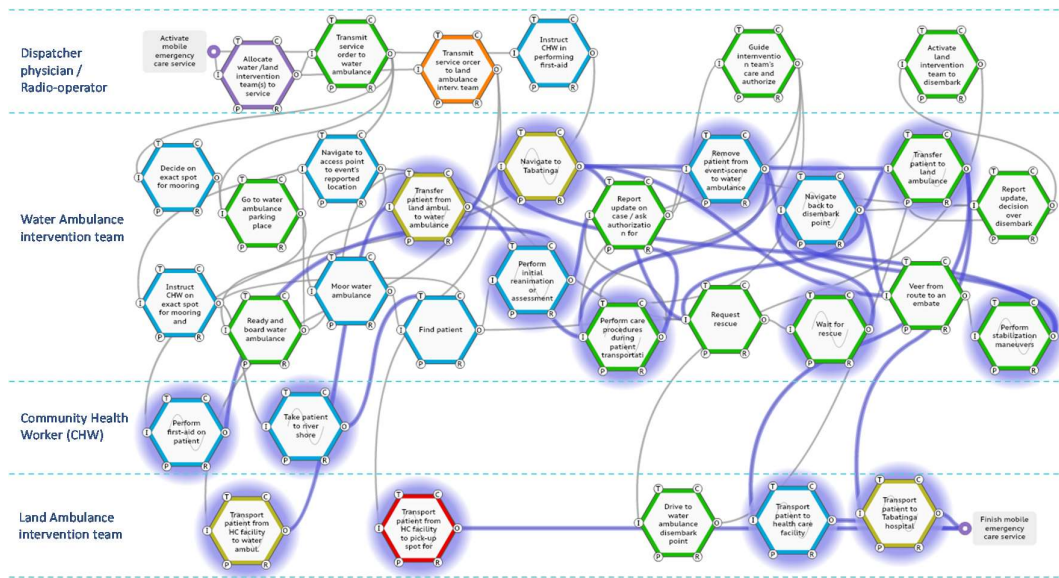 Dispatcher
physician /
Radio-operator
Activate
mobile
emergency
care service
Allocate
water /land
intervention
team(s) to
service
Transmit
service
order to
water
ambulance
Transmit
service orcer
to land
ambulance
interv. team
Instruct
CHW in
performing
first-aid
Guide
interventio
n team's
care and
authorize
Activate
land
intervention
team to
disembark
Water Ambulance
intervention team
Decide on
exact spot
for mooring
Go to water
ambulance
parking
place
Navigate to
access point
to event's
repported
location
Transfer
patient from
land ambul.
to water
ambulance
Navigate to
Tabatinga
Report
update on
case / ask
authorizatio
n for
Remove
patient from
event-scene
to water
ambulance
Navigate
back to
disembark
point
Transfer
patient to
land
ambulance
Report
update,
decision
over
disembark
Instruct
CHW on
exact spot
for mooring
and
Ready and
board water
ambulance
Moor water
ambulance
Find patient
Perform
initial
reanimation
or
assessment
Perform care
procedures
during
patient
transportati
Request
rescue
Wait for
rescue
Veer from
route to an
embate
Perform
stabilization
maneuvers
Community Health
Worker (CHW)
Perform
first-aid on
patient
Take patient
to river
shore
Land Ambulance
intervention team
Transport
patient from
HC facility
to water
ambul.
Transport
patient from
HC facility
to pick-up
spot for
Drive to
water
ambulance
disembark
point
Transport
patient to
health care
facility
Transport
patient to
Tabatinga
hospital
Finish mobile
emergency
care service